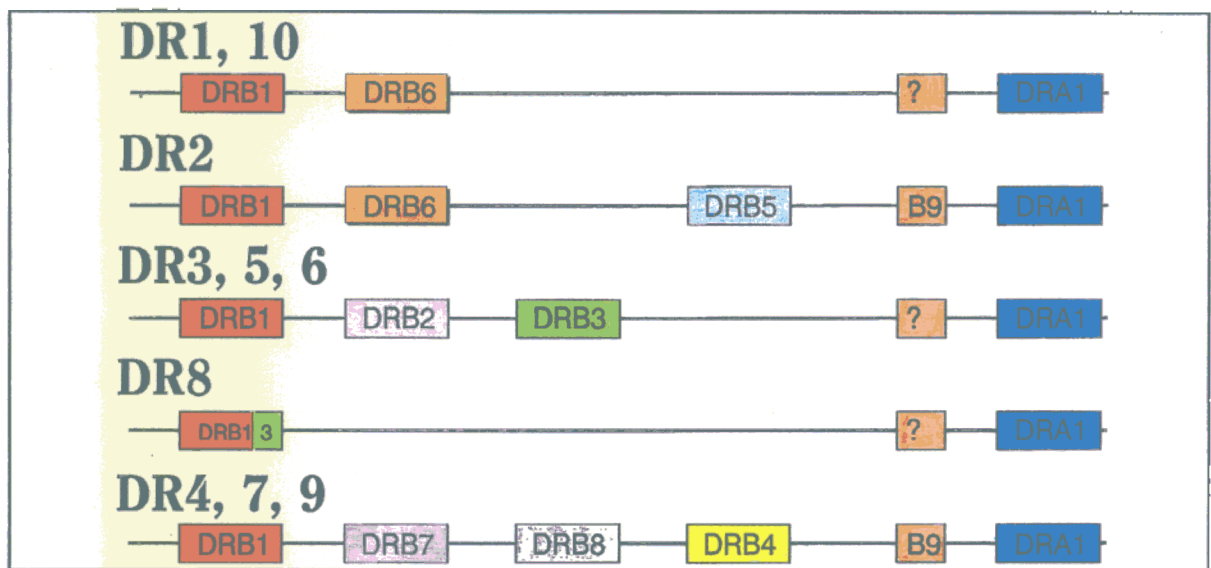 DR1, 10
DRB1 DRB6 ? DRA1
DR2
DRB1 DRB6 DRB5 B9 DRA1
DR3, 5, 6
DRB1 DRB2 DRB3 ? DRA1
DR8
DRB1 3 ? DRA1
DR4, 7, 9
DRB1 DRB7 DRB8 DRB4 B9 DRA1